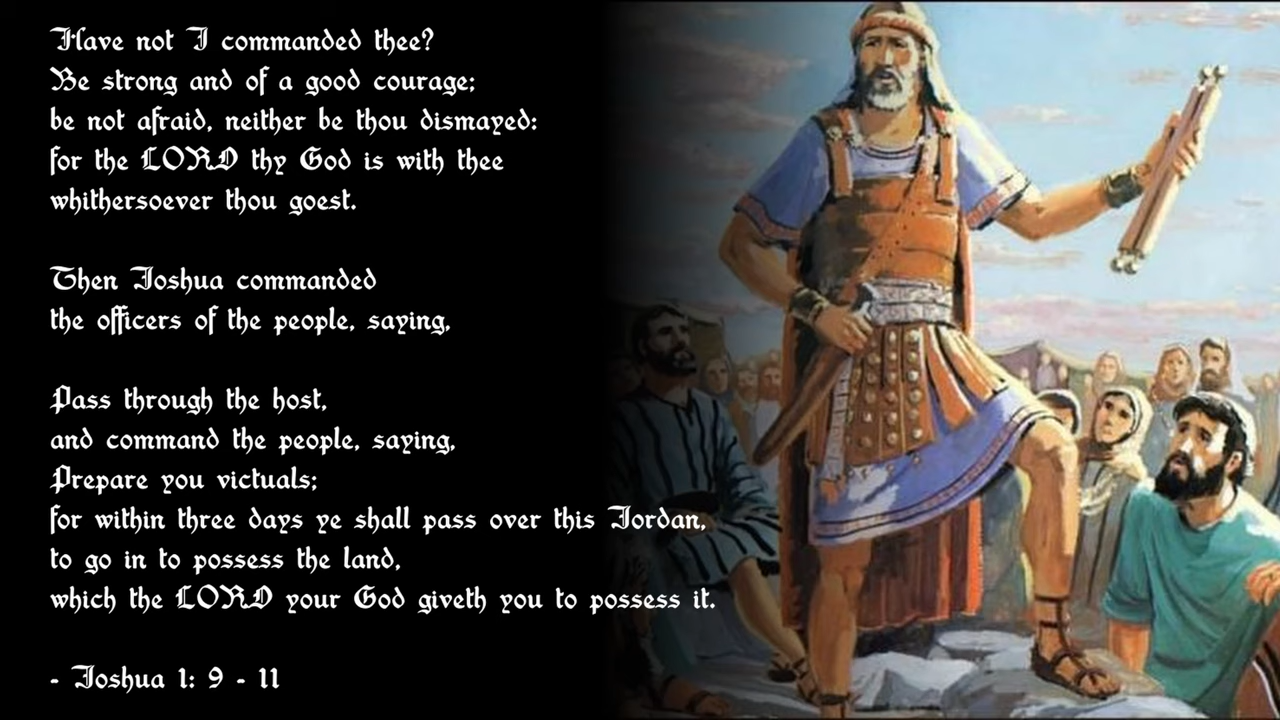 Have not I commanded thee?
Be strong and of a good courage;
be not afraid, neither be thou dismayed:
for the LORD thy God is with thee
whithersoever thou goest.
Then Joshua commanded
the officers of the people, saying,
Pass through the host,
and command the people, saying,
Prepare you victuals;
for within three days ye shall pass over this Jordan,
to go in to possess the land,
which the LORD your God giveth you to possess it.
- Joshua 1: 9 - 11